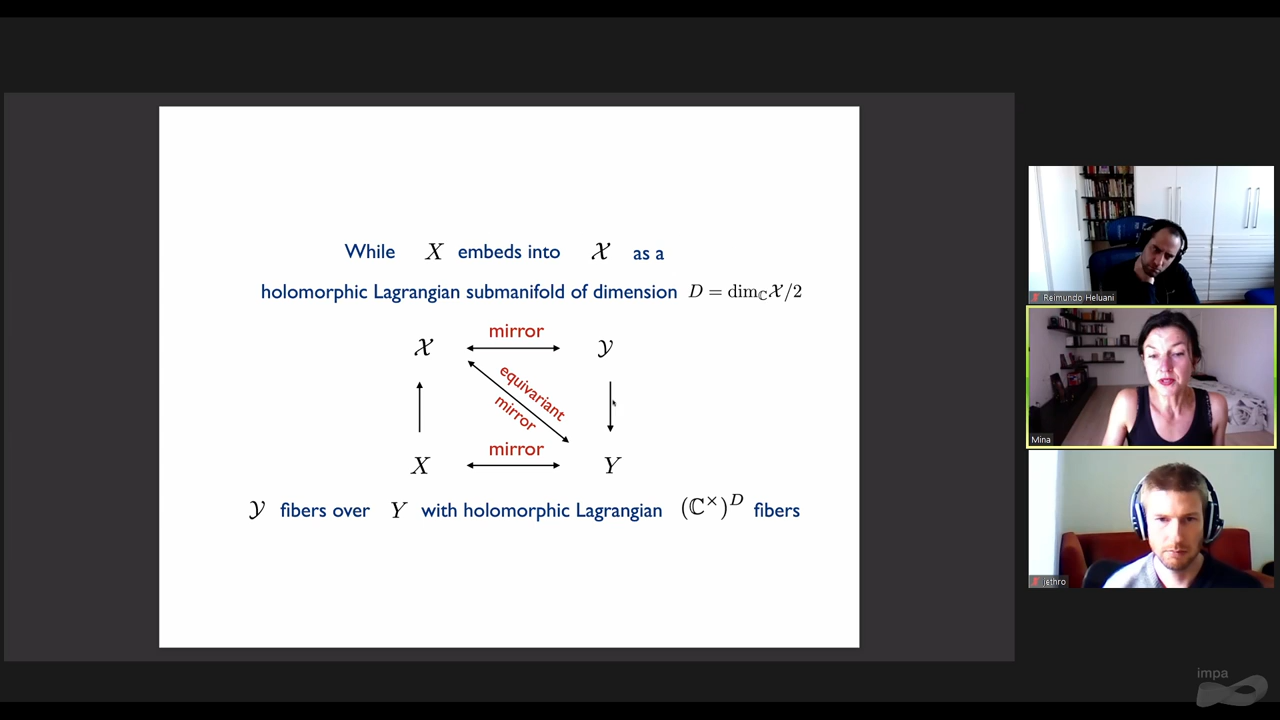 While X embeds into 𝒳 as a
holomorphic Lagrangian submanifold of dimension D = dim_ℂ 𝒳/2
mirror
𝒳 𝒴
equivariant
mirror
mirror
X Y
𝒴 fibers over Y with holomorphic Lagrangian (ℂ^×)^D fibers
Reimundo Heluani
Mina
jethro
impa